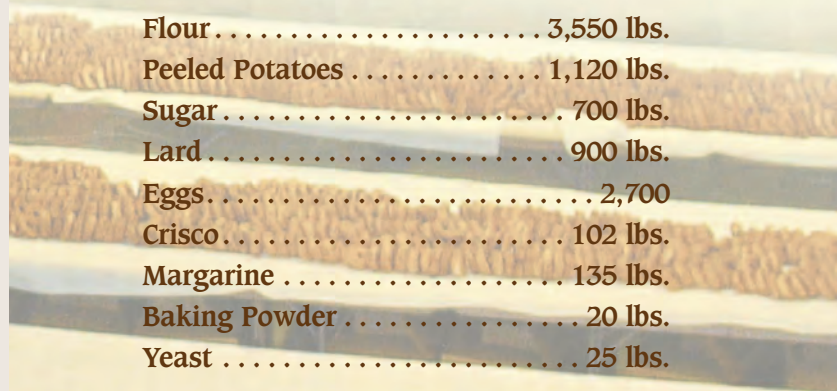 Flour......................3,550 lbs.
Peeled Potatoes .............1,120 lbs.
Sugar.......................700 lbs.
Lard........................900 lbs.
Eggs..........................2,700
Crisco.......................102 lbs.
Margarine ...................135 lbs.
Baking Powder................20 lbs.
Yeast ........................25 lbs.